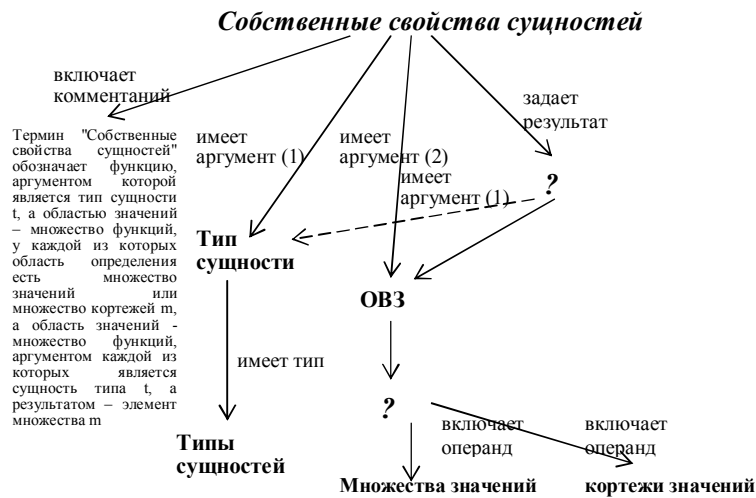 Собственные свойства сущностей
включает
комментаний
задает
результат
Термин "Собственные
свойства сущностей"
обозначает функцию,
аргументом которой
является тип сущности
t, а областью значений
– множество функций,
у каждой из которых
область определения
есть множество
значений или
множество кортежей m,
а область значений -
множество функций,
аргументом каждой из
которых является
сущность типа t, а
результатом – элемент
множества m
имеет
аргумент (1)
имеет
аргумент (2)
имеет
аргумент (1)
?
Тип
сущности
ОВЗ
имеет тип
?
Типы
сущностей
включает
операнд
включает
операнд
Множества значений
кортежи значений